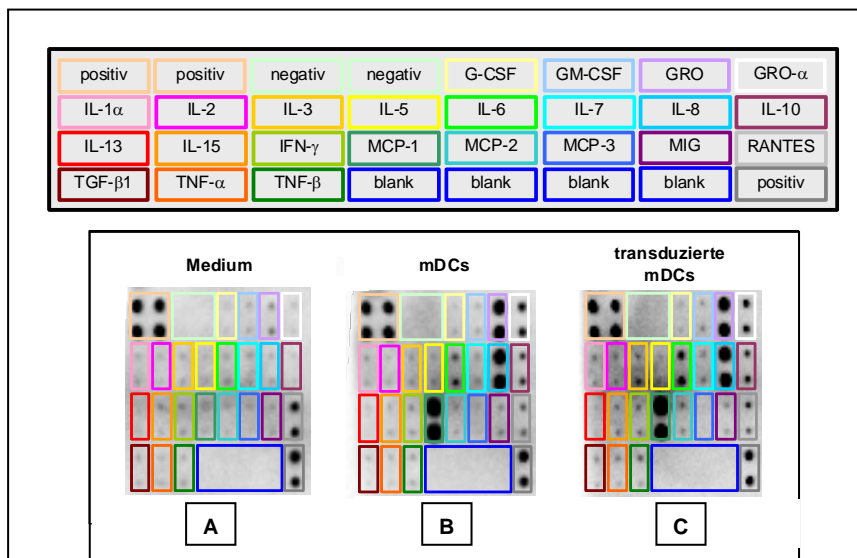 positiv positiv negativ negativ G-CSF GM-CSF GRO GRO-α
IL-1α IL-2 IL-3 IL-5 IL-6 IL-7 IL-8 IL-10
IL-13 IL-15 IFN-γ MCP-1 MCP-2 MCP-3 MIG RANTES
TGF-β1 TNF-α TNF-β blank blank blank blank positiv
Medium mDCs transduzierte
mDCs
A B C